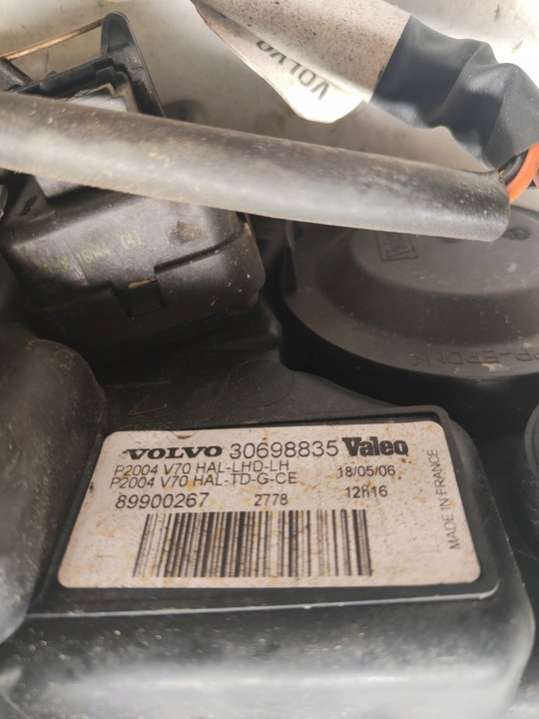 VOLVO
VOLVO 30698835 Valeo
P2004 V70 HAL-LHD-LH 18/05/06
P2004 V70 HAL-TD-G-CE
89900267 2778 12h16
MADE IN FRANCE